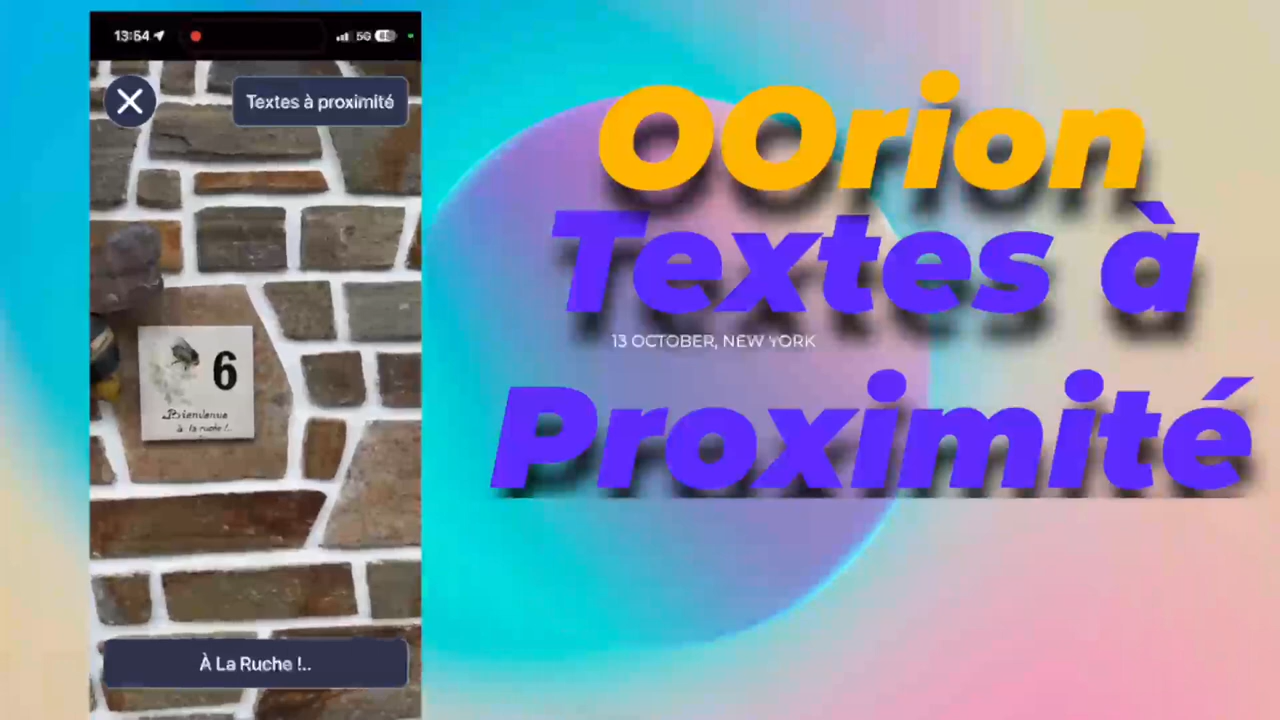 13:54
5G
Textes à proximité
6
Bienvenue
à la ruche !..
À La Ruche !..
OOrion
Textes à
13 OCTOBER, NEW YORK
Proximité